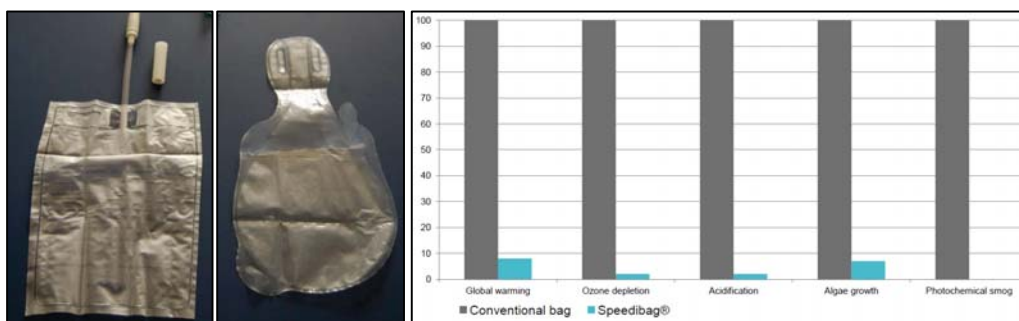 100
90
80
70
60
50
40
30
20
10
0
Global warming
Ozone depletion
Acidification
Algae growth
Photochemical smog
Conventional bag
Speedibag®